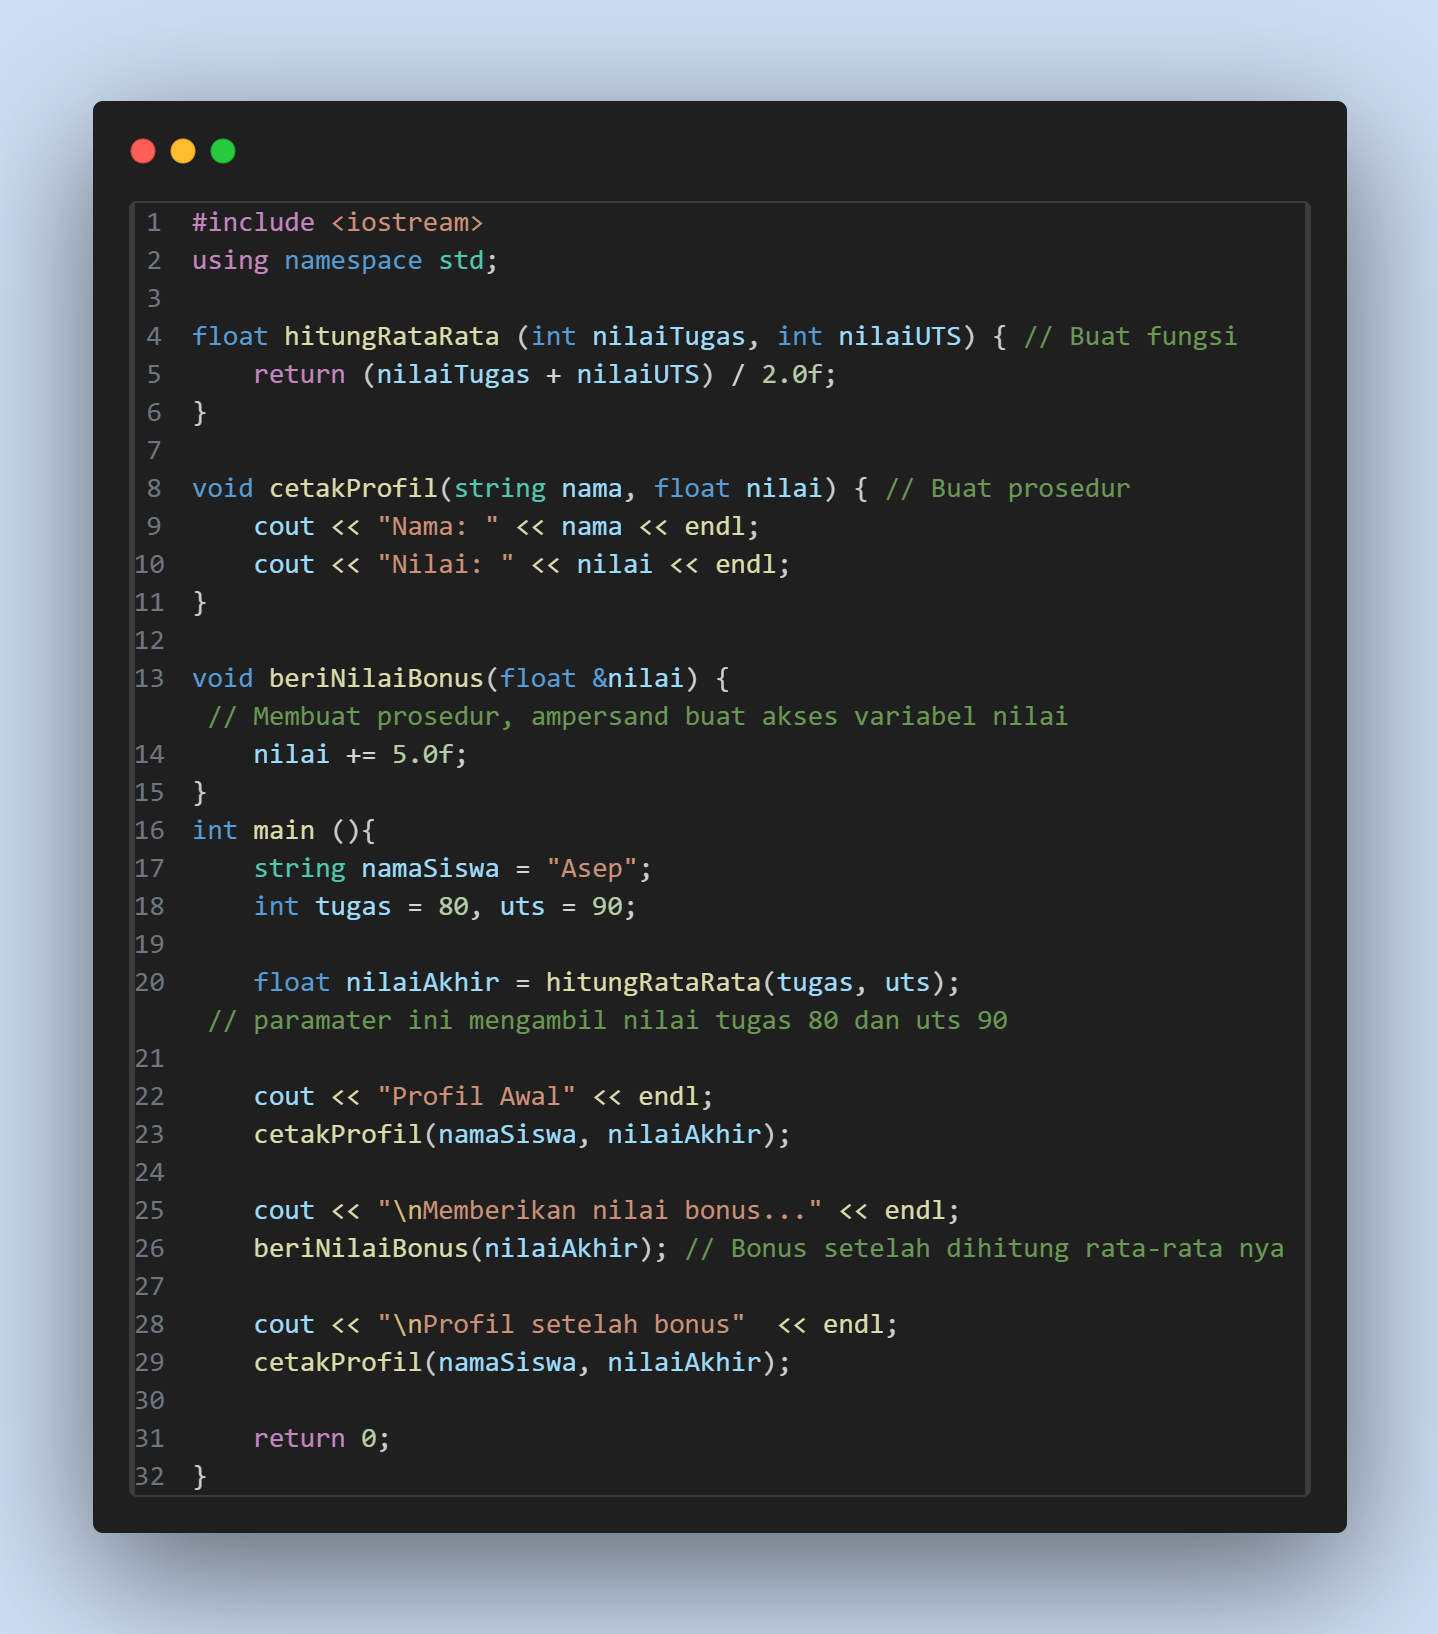 1 #include <iostream>
2 using namespace std;
3
4 float hitungRataRata (int nilaiTugas, int nilaiUTS) { // Buat fungsi
5     return (nilaiTugas + nilaiUTS) / 2.0f;
6 }
7
8 void cetakProfil(string nama, float nilai) { // Buat prosedur
9     cout << "Nama: " << nama << endl;
10     cout << "Nilai: " << nilai << endl;
11 }
12
13 void beriNilaiBonus(float &nilai) {
 // Membuat prosedur, ampersand buat akses variabel nilai
14     nilai += 5.0f;
15 }
16 int main (){
17     string namaSiswa = "Asep";
18     int tugas = 80, uts = 90;
19
20     float nilaiAkhir = hitungRataRata(tugas, uts);
 // paramater ini mengambil nilai tugas 80 dan uts 90
21
22     cout << "Profil Awal" << endl;
23     cetakProfil(namaSiswa, nilaiAkhir);
24
25     cout << "\nMemberikan nilai bonus..." << endl;
26     beriNilaiBonus(nilaiAkhir); // Bonus setelah dihitung rata-rata nya
27
28     cout << "\nProfil setelah bonus"  << endl;
29     cetakProfil(namaSiswa, nilaiAkhir);
30
31     return 0;
32 }